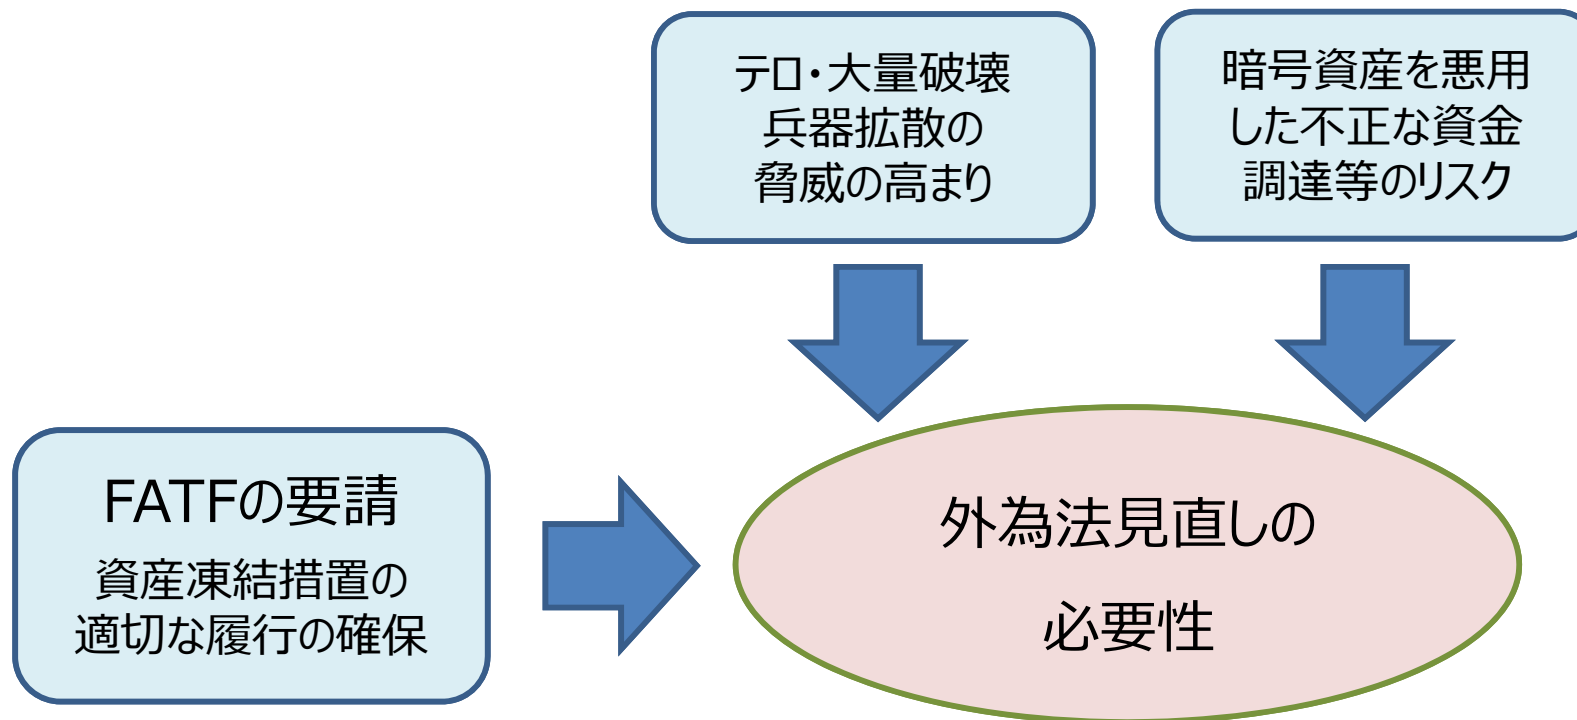 テロ・大量破壊
兵器拡散の
脅威の高まり
暗号資産を悪用
した不正な資金
調達等のリスク
FATFの要請
資産凍結措置の
適切な履行の確保
外為法見直しの
必要性